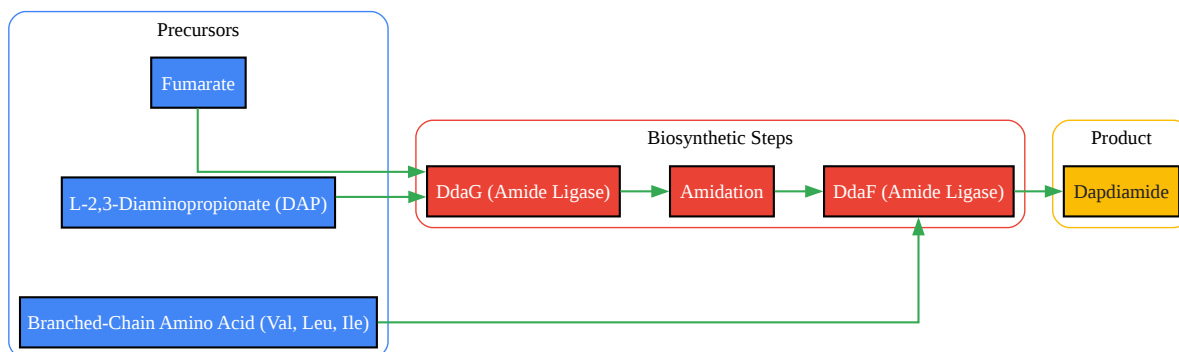 Precursors
Fumarate
L-2,3-Diaminopropionate (DAP)
Branched-Chain Amino Acid (Val, Leu, Ile)
Biosynthetic Steps
DdaG (Amide Ligase)
Amidation
DdaF (Amide Ligase)
Product
Dapdiamide